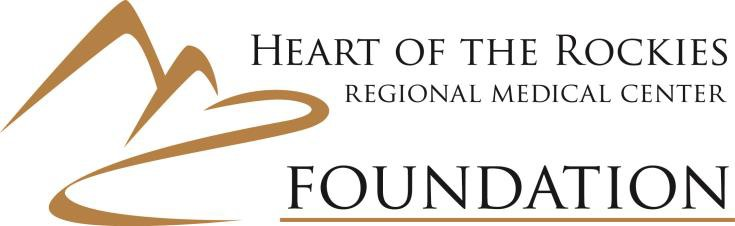 HEART OF THE ROCKIES
REGIONAL MEDICAL CENTER
FOUNDATION